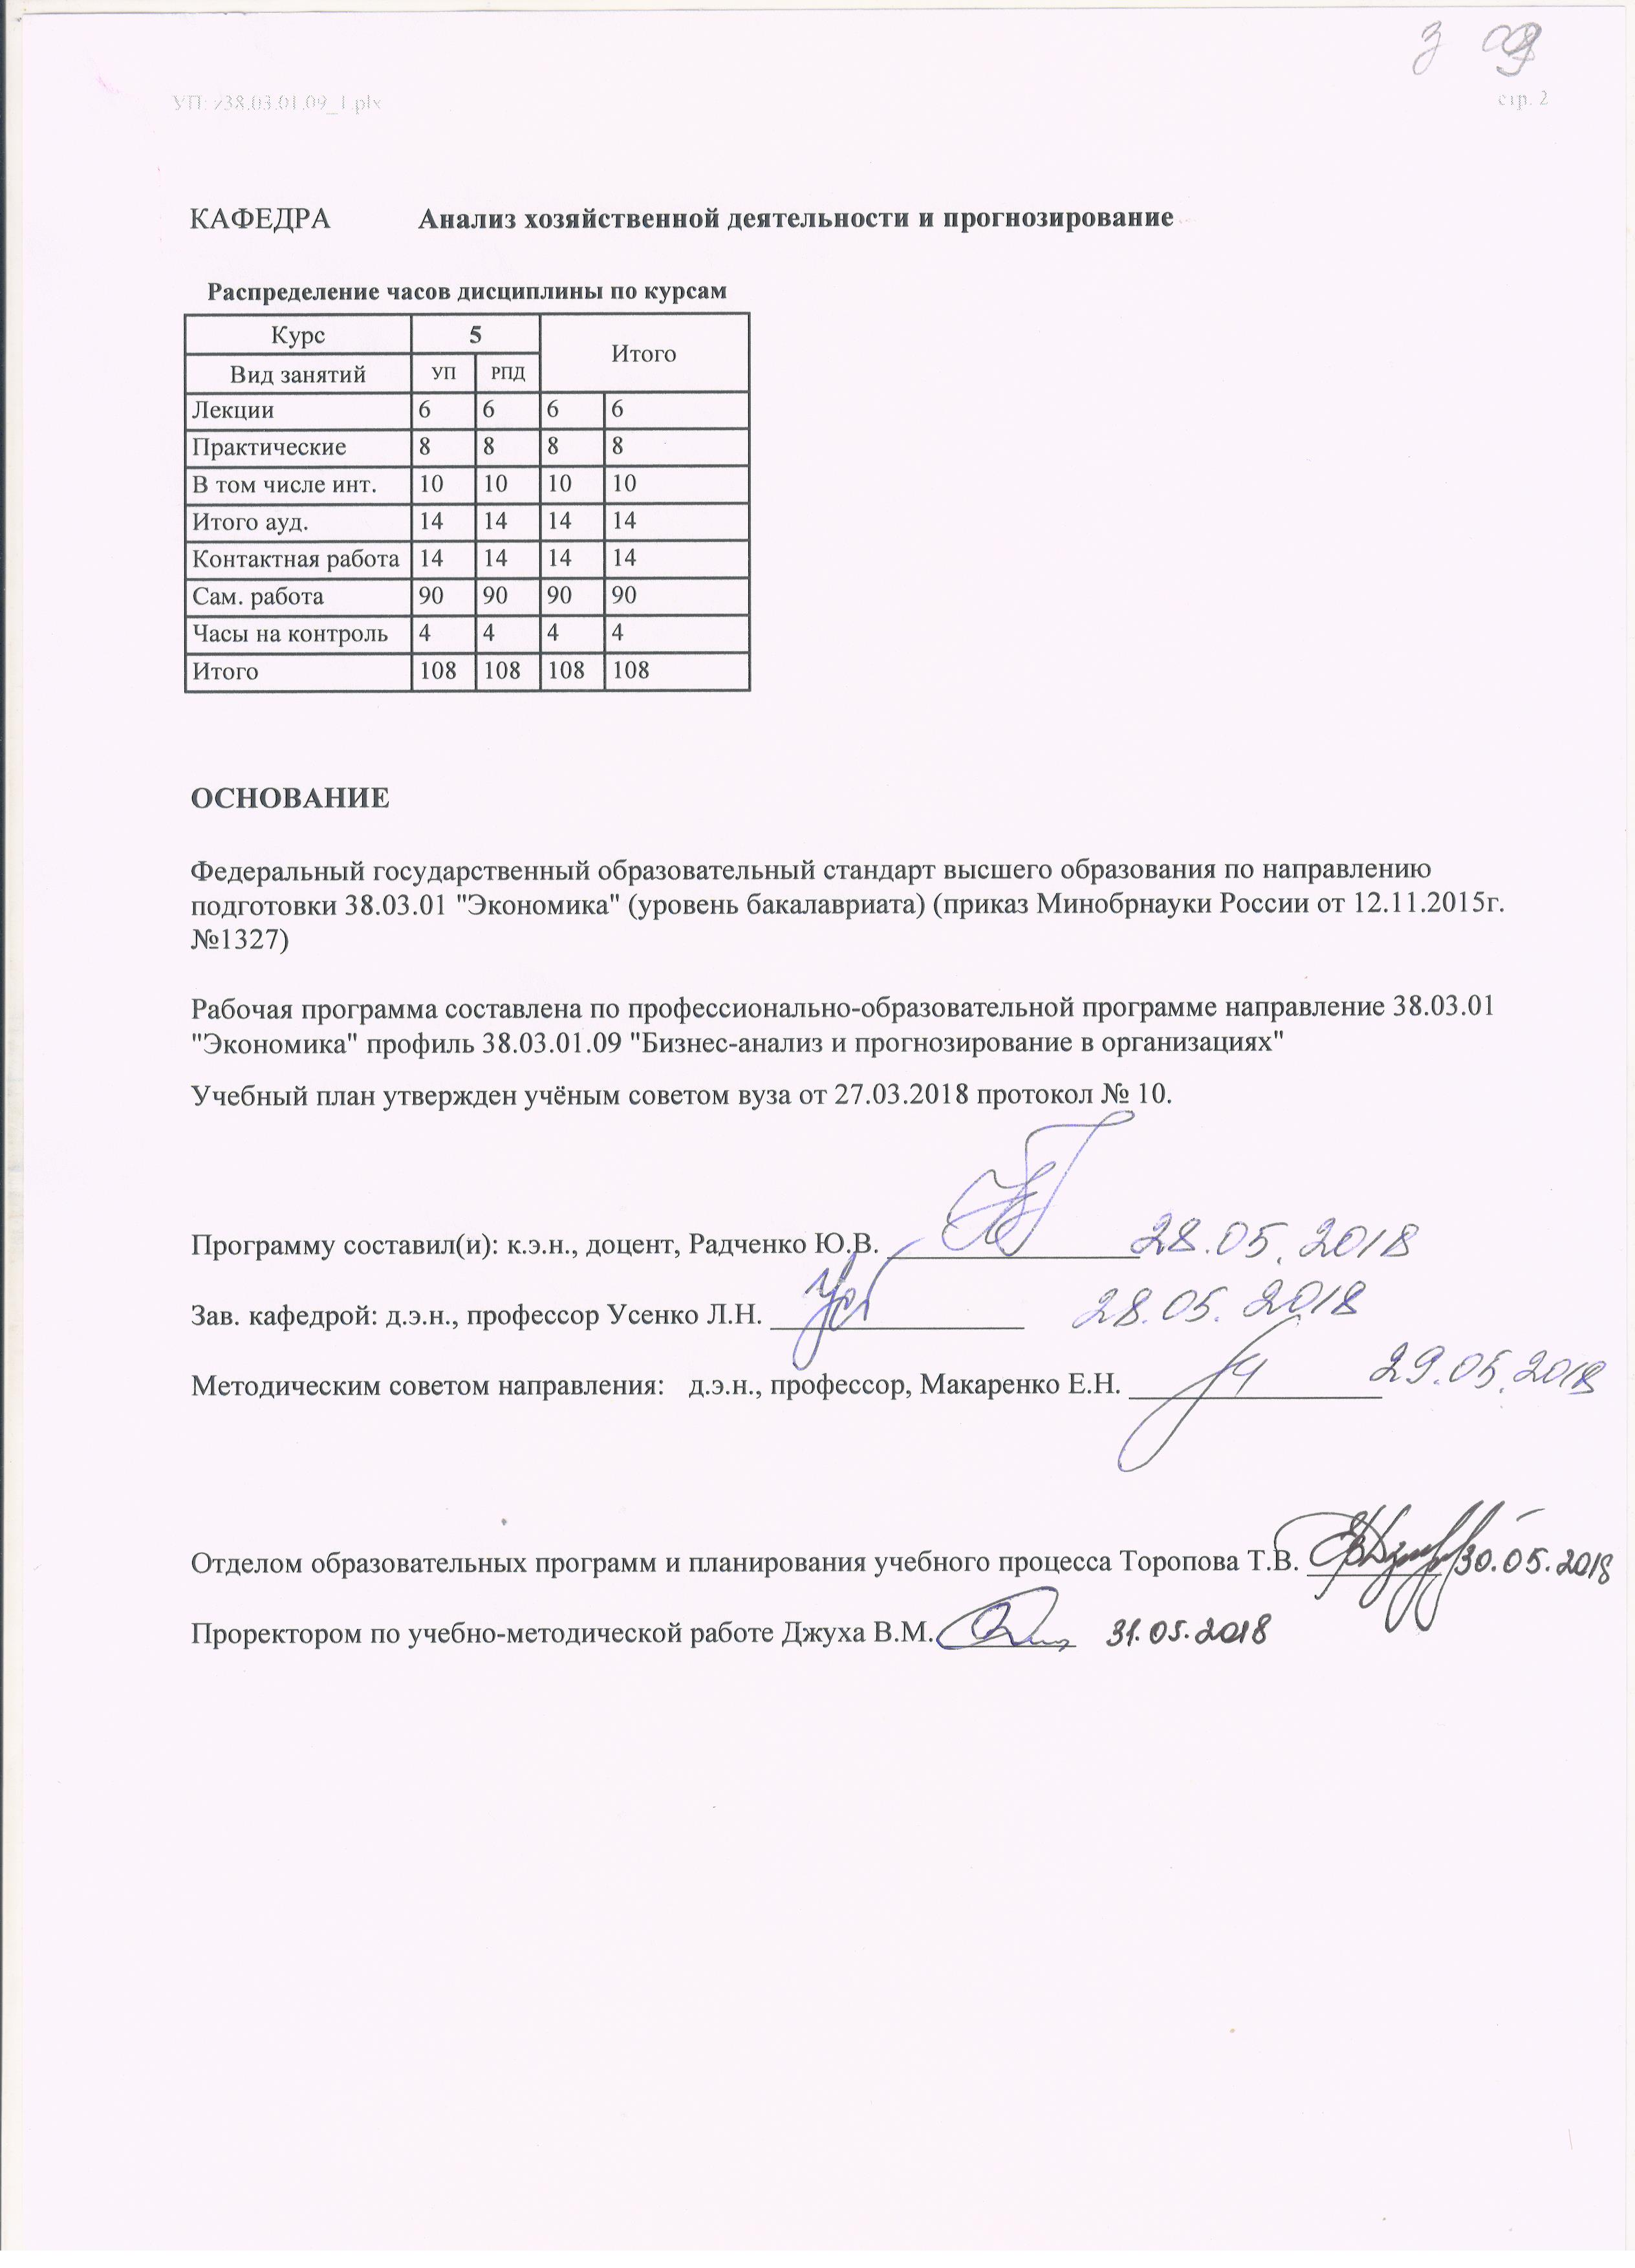 З
УП: z38.03.01.09_1.plx стр. 2
КАФЕДРА Анализ хозяйственной деятельности и прогнозирование
Распределение часов дисциплины по курсам
Курс 5 Итого
Вид занятий УП РПД
Лекции 6 6 6 6
Практические 8 8 8 8
В том числе инт. 10 10 10 10
Итого ауд. 14 14 14 14
Контактная работа 14 14 14 14
Сам. работа 90 90 90 90
Часы на контроль 4 4 4 4
Итого 108 108 108 108
ОСНОВАНИЕ
Федеральный государственный образовательный стандарт высшего образования по направлению
подготовки 38.03.01 "Экономика" (уровень бакалавриата) (приказ Минобрнауки России от 12.11.2015г.
№1327)
Рабочая программа составлена по профессионально-образовательной программе направление 38.03.01
"Экономика" профиль 38.03.01.09 "Бизнес-анализ и прогнозирование в организациях"
Учебный план утвержден учёным советом вуза от 27.03.2018 протокол № 10.
Программу составил(и): к.э.н., доцент, Радченко Ю.В. 28.05.2018
Зав. кафедрой: д.э.н., профессор Усенко Л.Н. 28.05.2018
Методическим советом направления: д.э.н., профессор, Макаренко Е.Н. 29.05.2018
Отделом образовательных программ и планирования учебного процесса Торопова Т.В. 30.05.2018
Проректором по учебно-методической работе Джуха В.М. 31.05.2018